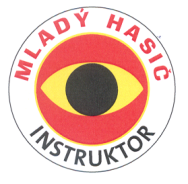 MLADÝ HASIČ
INSTRUKTOR